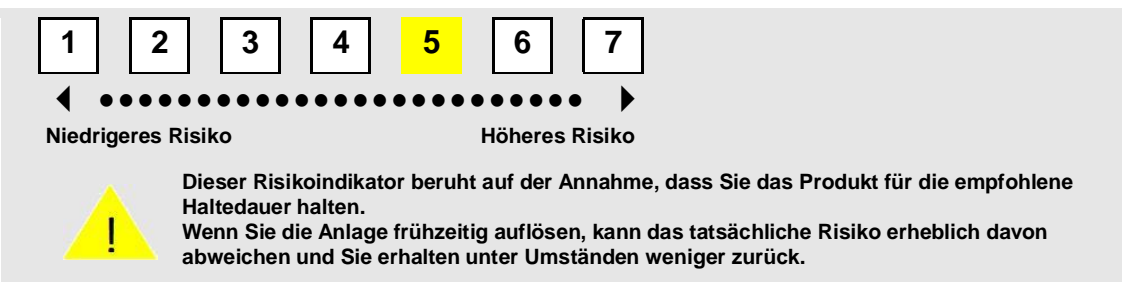 1 2 3 4 5 6 7
Niedrigeres Risiko Höheres Risiko
Dieser Risikoindikator beruht auf der Annahme, dass Sie das Produkt für die empfohlene
Haltedauer halten.
Wenn Sie die Anlage frühzeitig auflösen, kann das tatsächliche Risiko erheblich davon
abweichen und Sie erhalten unter Umständen weniger zurück.
!